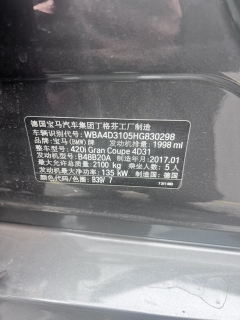 德国宝马汽车集团丁格芬工厂制造
车辆识别代号: WBA4D3105HG830298
品牌: 宝马(BMW)牌 发动机排量: 1998 ml
车型: 420i Gran Coupe 4D31
发动机型号: B48B20A 制造年月: 2017.01
最大允许总质量: 2100 kg 乘坐人数: 5 人
发动机最大净功率: 135 kW 制造国: 德国
颜色代码/色漆: B39/ 7